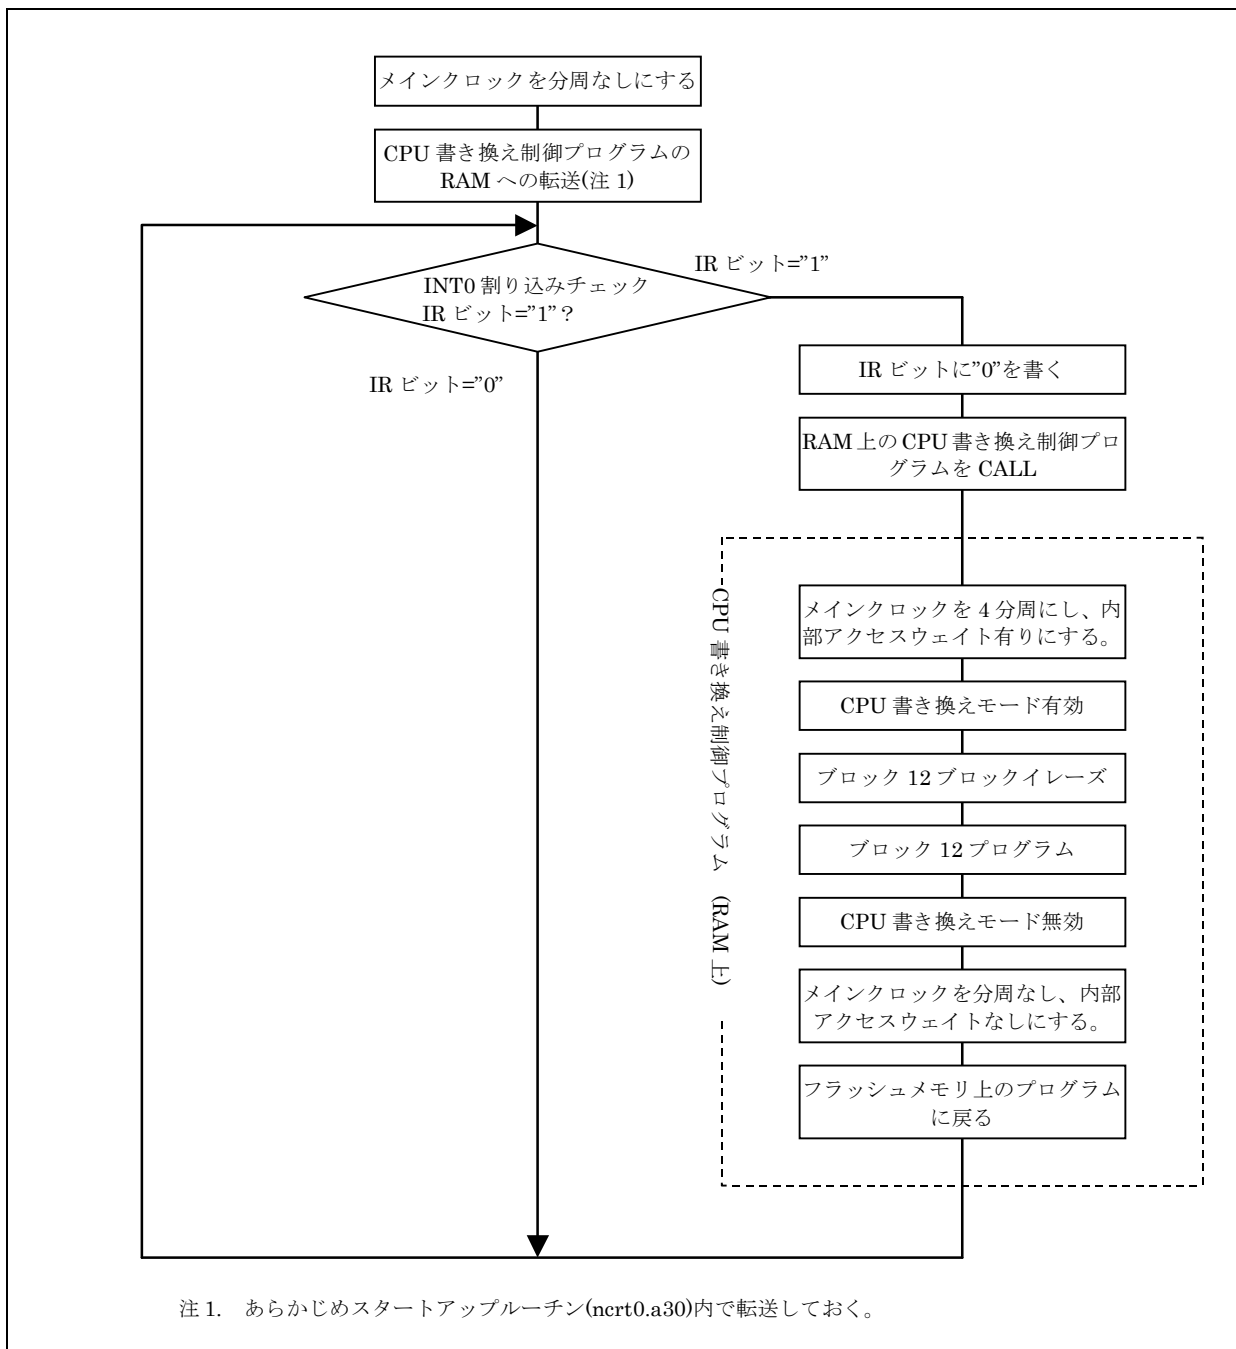 メインクロックを分周なしにする
CPU 書き換え制御プログラムの
RAM への転送(注 1)
INT0 割り込みチェック
IR ビット="1"？
IR ビット="1"
IR ビット="0"
IR ビットに"0"を書く
RAM 上の CPU 書き換え制御プロ
グラムを CALL
CPU 書き換え制御プログラム (RAM 上)
メインクロックを 4 分周にし、内
部アクセスウェイト有りにする。
CPU 書き換えモード有効
ブロック 12 ブロックイレーズ
ブロック 12 プログラム
CPU 書き換えモード無効
メインクロックを分周なし、内部
アクセスウェイトなしにする。
フラッシュメモリ上のプログラム
に戻る
注 1. あらかじめスタートアップルーチン(ncrt0.a30)内で転送しておく。